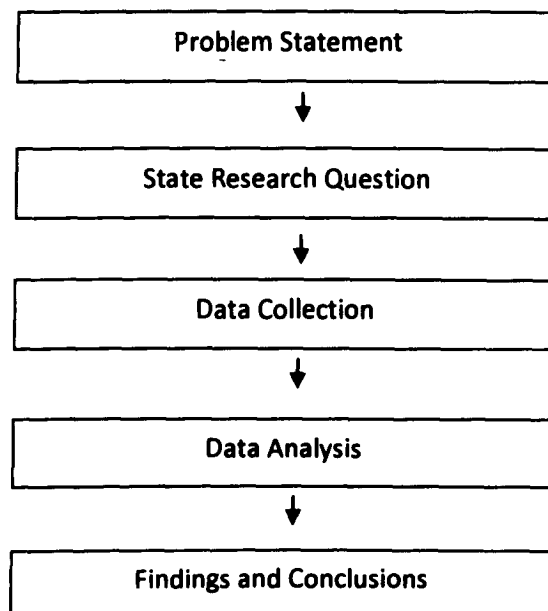 Problem Statement
State Research Question
Data Collection
Data Analysis
Findings and Conclusions